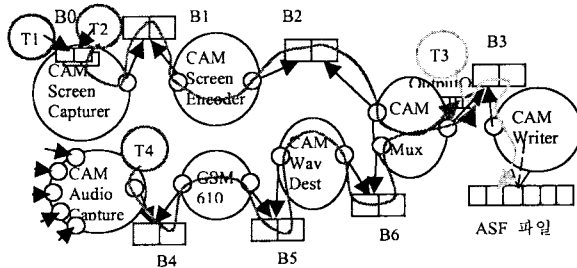 B0
B1
B2
B3
T1
T2
T3
CAM
Screen
Capturer
CAM
Screen
Encoder
CAM
Mux
CAM
Writer
T4
CAM
Audio
Capture
GSM
610
CAM
Wav
Dest
ASF 파일
B4
B5
B6